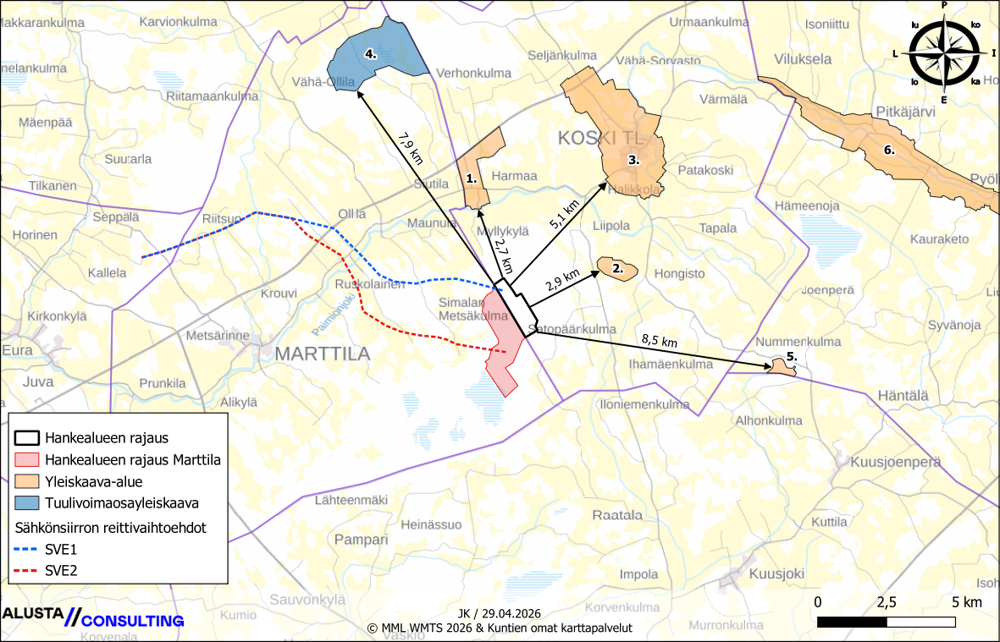 Makkarankulma
Karvionkulma
Urmaankulma
Isoniittu
P
lu
ko
L
I
lo
ka
E
Seljänkulma
Vähä-Sorvasto
Viluksela
4.
Verhonkulma
Vähä-Ollila
Riitamaankulma
Värmälä
Pitkäjärvi
Mäenpää
KOSKI TL
7,9 km
6.
Suutarla
3.
Patakoski
1.
Harmaa
Tilkanen
Siutila
Halikkola
Hämeenoja
Seppälä
Riitsuo
Ollila
5,1 km
Maunula
Myllykylä
Liipola
Tapala
Horinen
2,7 km
Kauraketo
Kallela
2.
Hongisto
2,9 km
Ruskolainen
Krouvi
Joenperä
Simalan
Metsäkulma
Paimionjoki
Kirkonkylä
Satopäänkulma
Syvänoja
Metsärinne
8,5 km
Nummenkulma
Eura
MARTTILA
5.
Ihamäenkulma
Juva
Prunkila
Alikylä
Iloniemenkulma
Häntälä
Alhonkulma
Hankealueen rajaus
Hankealueen rajaus Marttila
Yleiskaava-alue
Tuulivoimaosayleiskaava
Sähkönsiirron reittivaihtoehdot
SVE1
SVE2
Kuusjoenperä
Lähteenmäki
Raatala
Heinässuo
Kuttila
Pampari
Impola
Kuusjoki
Sauvonkylä
Korvenkulma
0
2,5
5 km
ALUSTA//CONSULTING
Kumio
JK / 29.04.2026
© MML WMTS 2026 & Kuntien omat karttapalvelut
Murronkulma
Korvenala
Vaskio